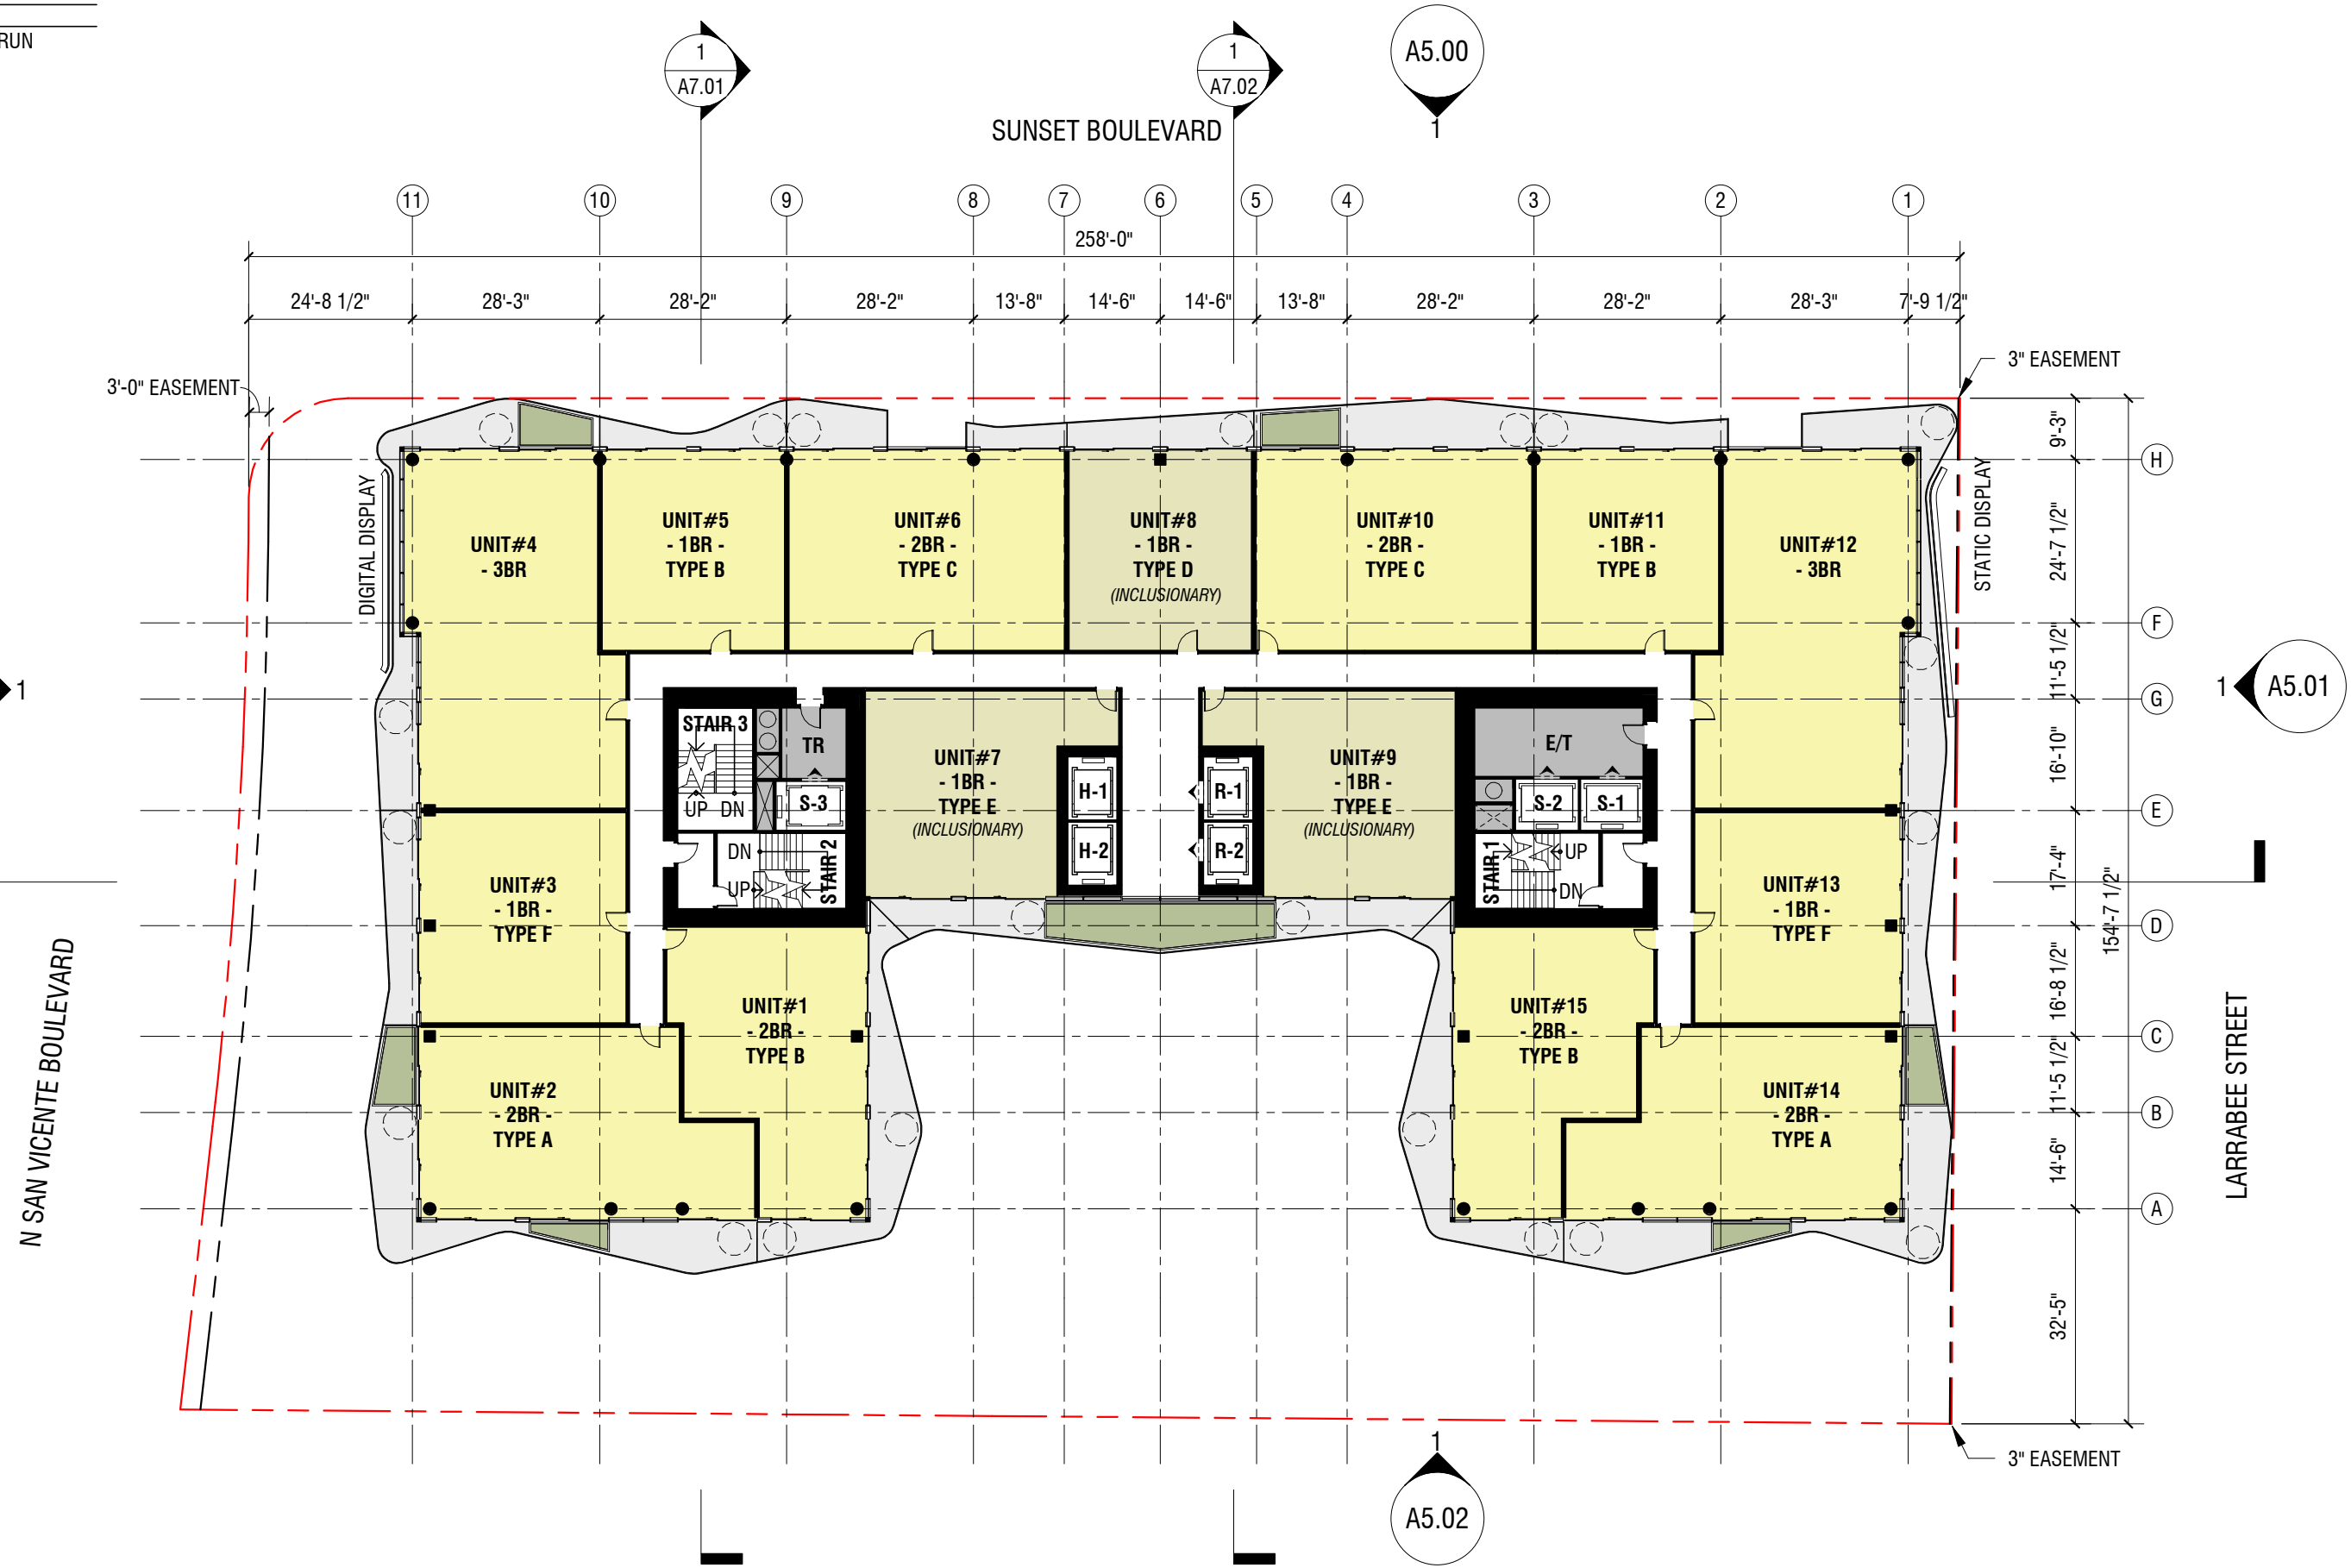 RUN
1
A7.01
1
A7.02
A5.00
1
SUNSET BOULEVARD
11
10
9
8
7
6
5
4
3
2
1
258'-0"
24'-8 1/2"
28'-3"
28'-2"
28'-2"
13'-8"
14'-6"
14'-6"
13'-8"
28'-2"
28'-2"
28'-3"
7'-9 1/2"
3'-0" EASEMENT
3" EASEMENT
DIGITAL DISPLAY
STATIC DISPLAY
UNIT#4
- 3BR
UNIT#5
- 1BR -
TYPE B
UNIT#6
- 2BR -
TYPE C
UNIT#8
- 1BR -
TYPE D
(INCLUSIONARY)
UNIT#10
- 2BR -
TYPE C
UNIT#11
- 1BR -
TYPE B
UNIT#12
- 3BR
9'-3"
24'-7 1/2"
11'-5 1/2"
16'-10"
17'-4"
16'-8 1/2"
11'-5 1/2"
14'-6"
32'-5"
154'-7 1/2"
H
F
G
E
D
C
B
A
1
1
A5.01
STAIR 3
UP
DN
TR
S-3
DN
UP
STAIR 2
UNIT#7
- 1BR -
TYPE E
(INCLUSIONARY)
H-1
H-2
R-1
R-2
UNIT#9
- 1BR -
TYPE E
(INCLUSIONARY)
E/T
S-2
S-1
STAIR 1
UP
DN
UNIT#3
- 1BR -
TYPE F
UNIT#13
- 1BR -
TYPE F
UNIT#1
- 2BR -
TYPE B
UNIT#15
- 2BR -
TYPE B
UNIT#2
- 2BR -
TYPE A
UNIT#14
- 2BR -
TYPE A
N SAN VICENTE BOULEVARD
LARRABEE STREET
3" EASEMENT
1
A5.02